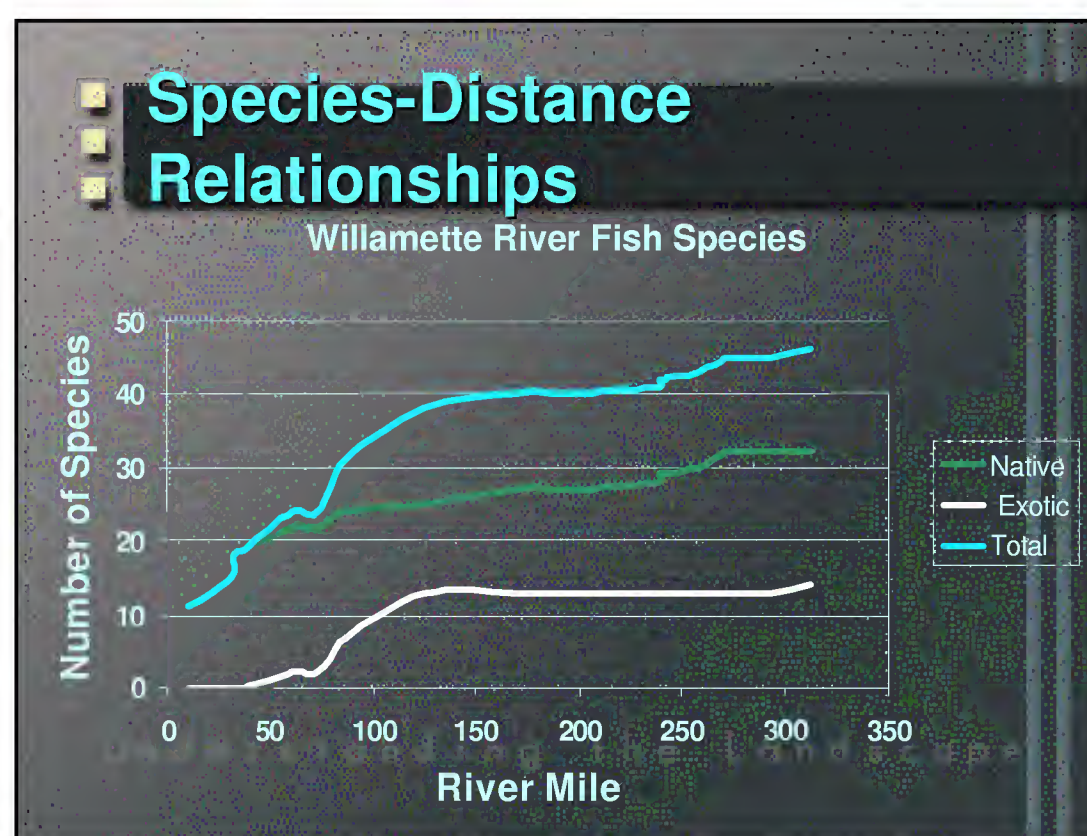 Species-Distance
Relationships
Willamette River Fish Species
Number of Species
50
40
30
20
10
0
0 50 100 150 200 250 300 350
River Mile
Native
Exotic
Total